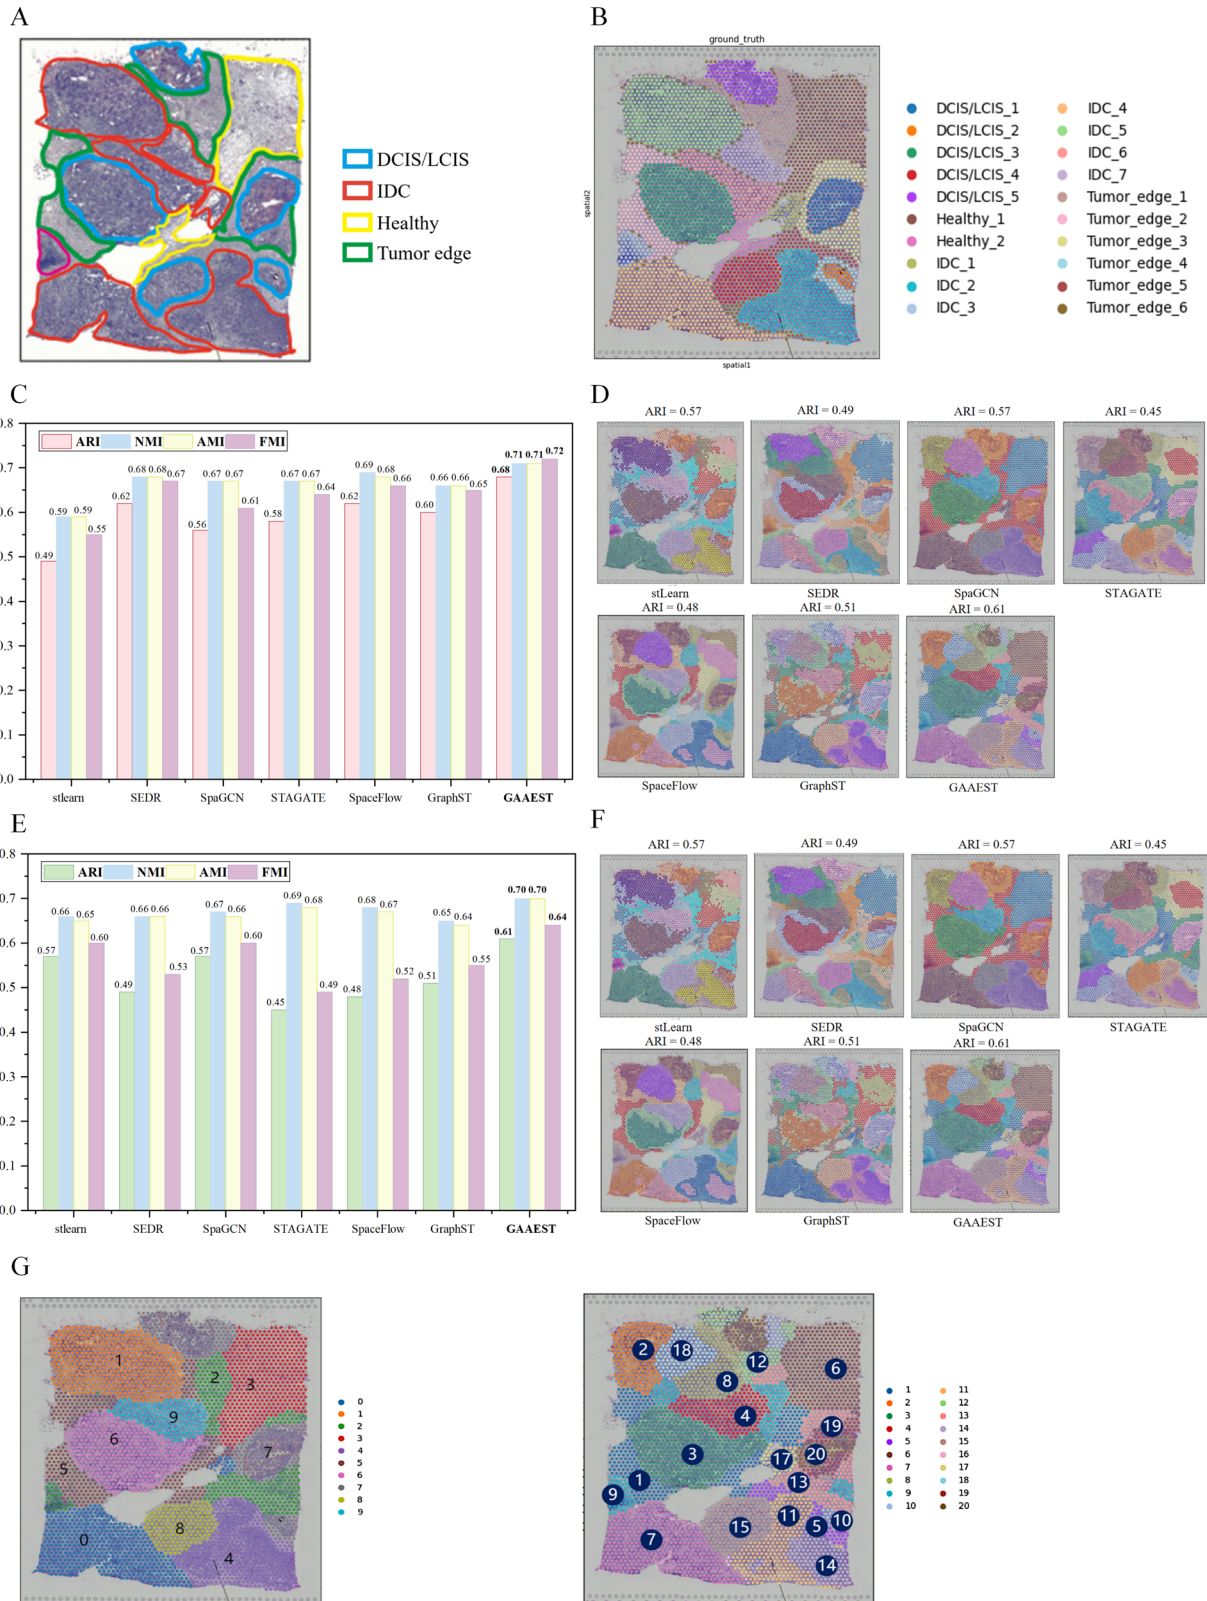 A
DCIS/LCIS
IDC
Healthy
Tumor edge
B
ground_truth
spatial2
spatial1
DCIS/LCIS_1
DCIS/LCIS_2
DCIS/LCIS_3
DCIS/LCIS_4
DCIS/LCIS_5
Healthy_1
Healthy_2
IDC_1
IDC_2
IDC_3
IDC_4
IDC_5
IDC_6
IDC_7
Tumor_edge_1
Tumor_edge_2
Tumor_edge_3
Tumor_edge_4
Tumor_edge_5
Tumor_edge_6
C
ARI NMI AMI FMI
0.8
0.7
0.6
0.5
0.4
0.3
0.2
0.1
0.0
0.49 0.59 0.59 0.55
0.62 0.68 0.68 0.67
0.56 0.67 0.67 0.61
0.58 0.67 0.67 0.64
0.62 0.69 0.68 0.66
0.60 0.66 0.66 0.65
0.68 0.71 0.71 0.72
stlearn SEDR SpaGCN STAGATE SpaceFlow GraphST GAAEST
D
ARI = 0.57 ARI = 0.49 ARI = 0.57 ARI = 0.45
stLearn SEDR SpaGCN STAGATE
ARI = 0.48 ARI = 0.51 ARI = 0.61
SpaceFlow GraphST GAAEST
E
ARI NMI AMI FMI
0.8
0.7
0.6
0.5
0.4
0.3
0.2
0.1
0.0
0.57 0.66 0.65 0.60
0.49 0.66 0.66 0.53
0.57 0.67 0.66 0.60
0.45 0.69 0.68 0.49
0.48 0.68 0.67 0.52
0.51 0.65 0.64 0.55
0.61 0.70 0.70 0.64
stlearn SEDR SpaGCN STAGATE SpaceFlow GraphST GAAEST
F
ARI = 0.57 ARI = 0.49 ARI = 0.57 ARI = 0.45
stLearn SEDR SpaGCN STAGATE
ARI = 0.48 ARI = 0.51 ARI = 0.61
SpaceFlow GraphST GAAEST
G
1
2
3
9
6
7
5
0
8
4
0
1
2
3
4
5
6
7
8
9
2
18
12
6
8
4
19
3
17
20
1
13
9
11
5
10
7
15
14
1
2
3
4
5
6
7
8
9
10
11
12
13
14
15
16
17
18
19
20